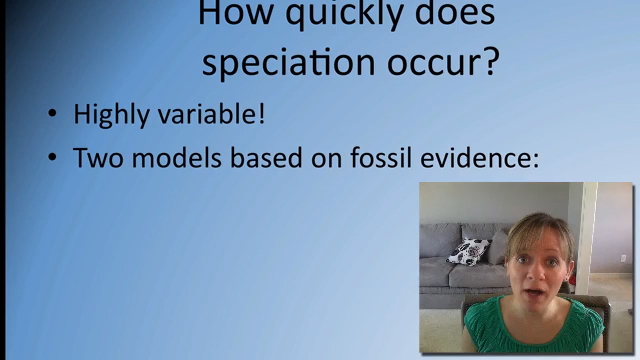 How quickly does
speciation occur?
• Highly variable!
• Two models based on fossil evidence: